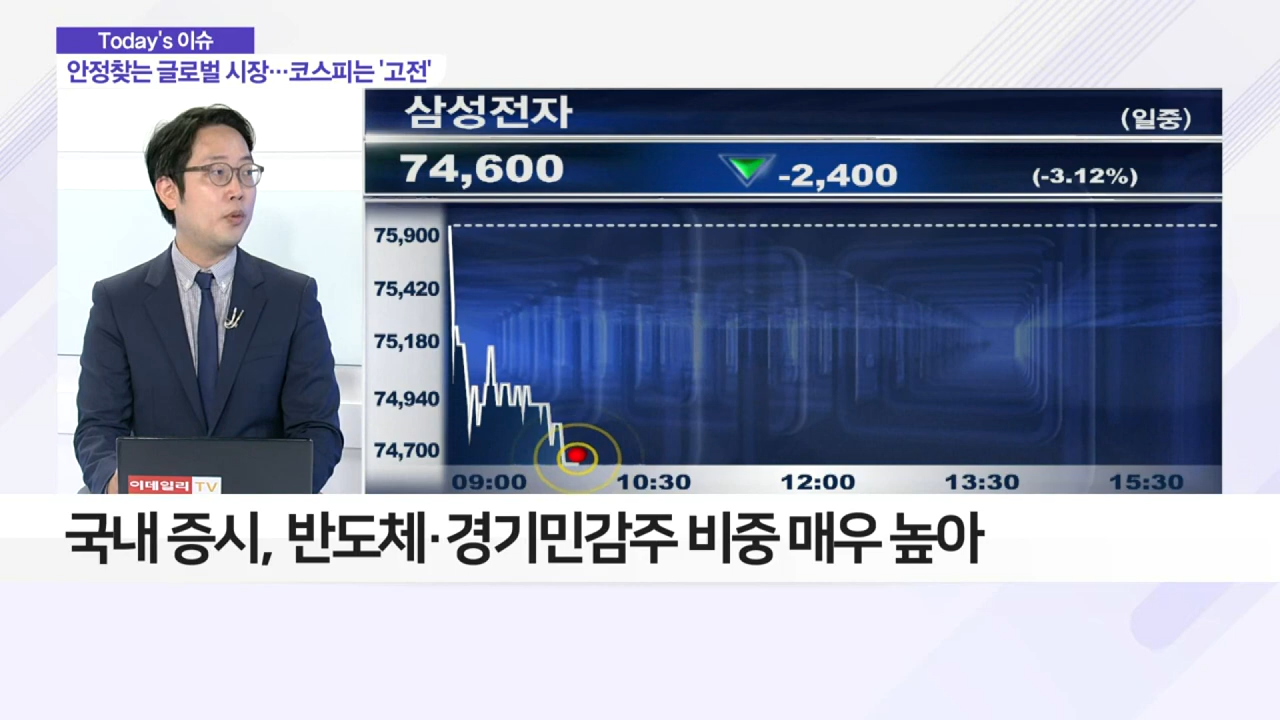 Today's 이슈
안정찾는 글로벌 시장…코스피는 '고전'
삼성전자 (일중)
74,600 -2,400 (-3.12%)
75,900
75,420
75,180
74,940
74,700
09:00 10:30 12:00 13:30 15:30
이데일리 TV
국내 증시, 반도체·경기민감주 비중 매우 높아